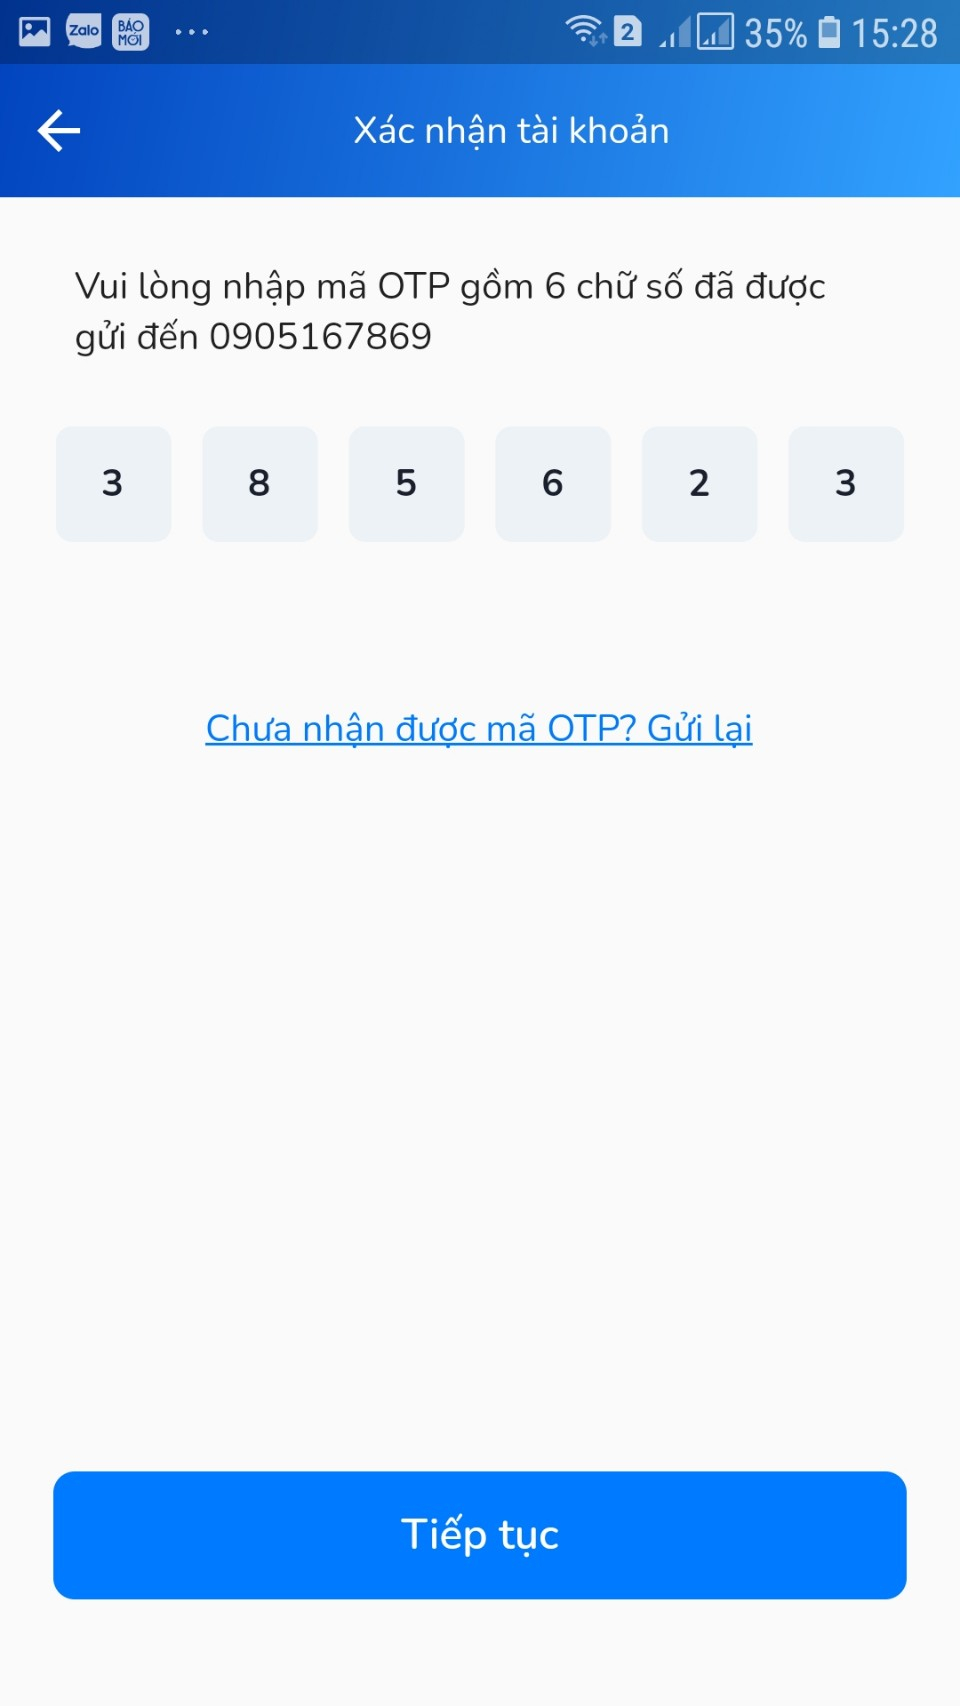 Zalo BÁO MỚI 2 35% 15:28
Xác nhận tài khoản
Vui lòng nhập mã OTP gồm 6 chữ số đã được
gửi đến 0905167869
3 8 5 6 2 3
Chưa nhận được mã OTP? Gửi lại
Tiếp tục